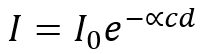 I = I₀e^{-∝cd}